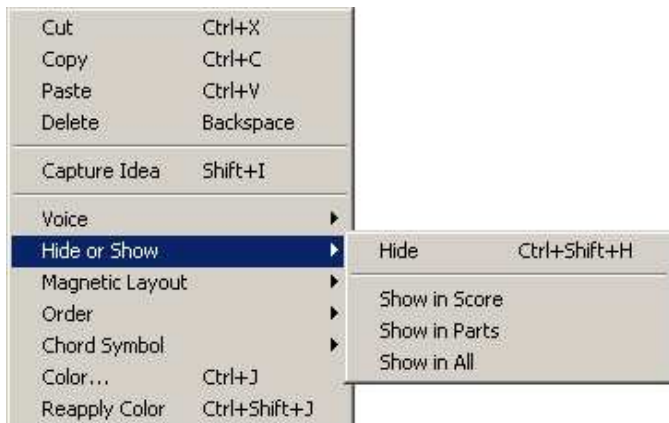 Cut Ctrl+X
Copy Ctrl+C
Paste Ctrl+V
Delete Backspace
Capture Idea Shift+I
Voice
Hide or Show
Magnetic Layout
Order
Chord Symbol
Color... Ctrl+J
Reapply Color Ctrl+Shift+J
Hide Ctrl+Shift+H
Show in Score
Show in Parts
Show in All